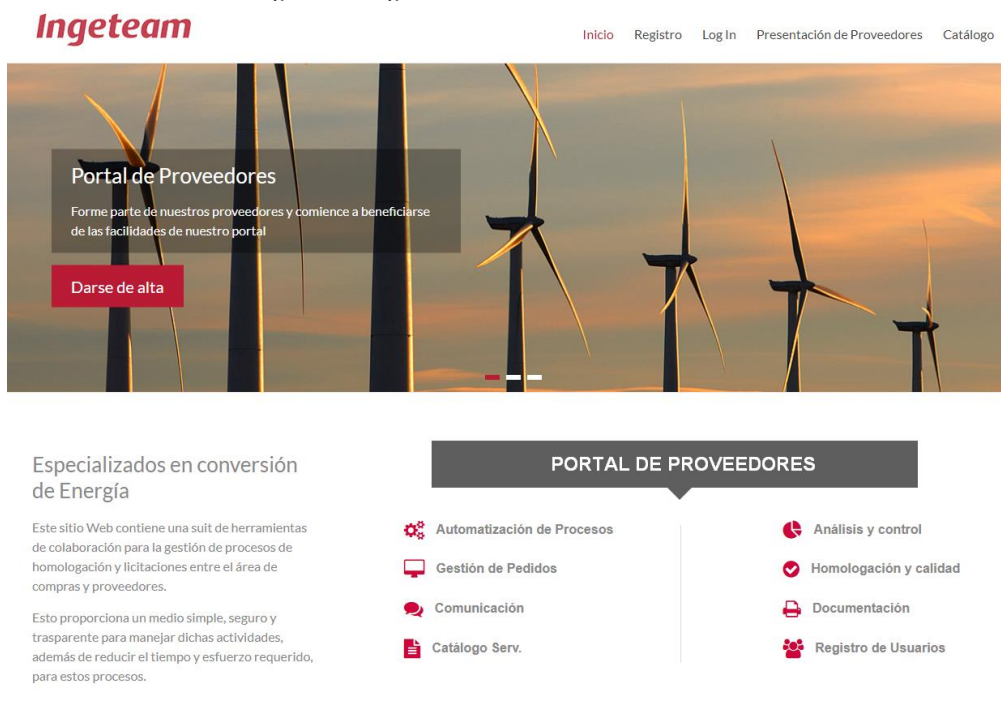 Ingeteam
Inicio Registro Log In Presentación de Proveedores Catálogo
Portal de Proveedores
Forme parte de nuestros proveedores y comience a beneficiarse
de las facilidades de nuestro portal
Darse de alta
Especializados en conversión
de Energía
Este sitio Web contiene una suit de herramientas
de colaboración para la gestión de procesos de
homologación y licitaciones entre el área de
compras y proveedores.
Esto proporciona un medio simple, seguro y
trasparente para manejar dichas actividades,
además de reducir el tiempo y esfuerzo requerido,
para estos procesos.
PORTAL DE PROVEEDORES
Automatización de Procesos
Gestión de Pedidos
Comunicación
Catálogo Serv.
Análisis y control
Homologación y calidad
Documentación
Registro de Usuarios